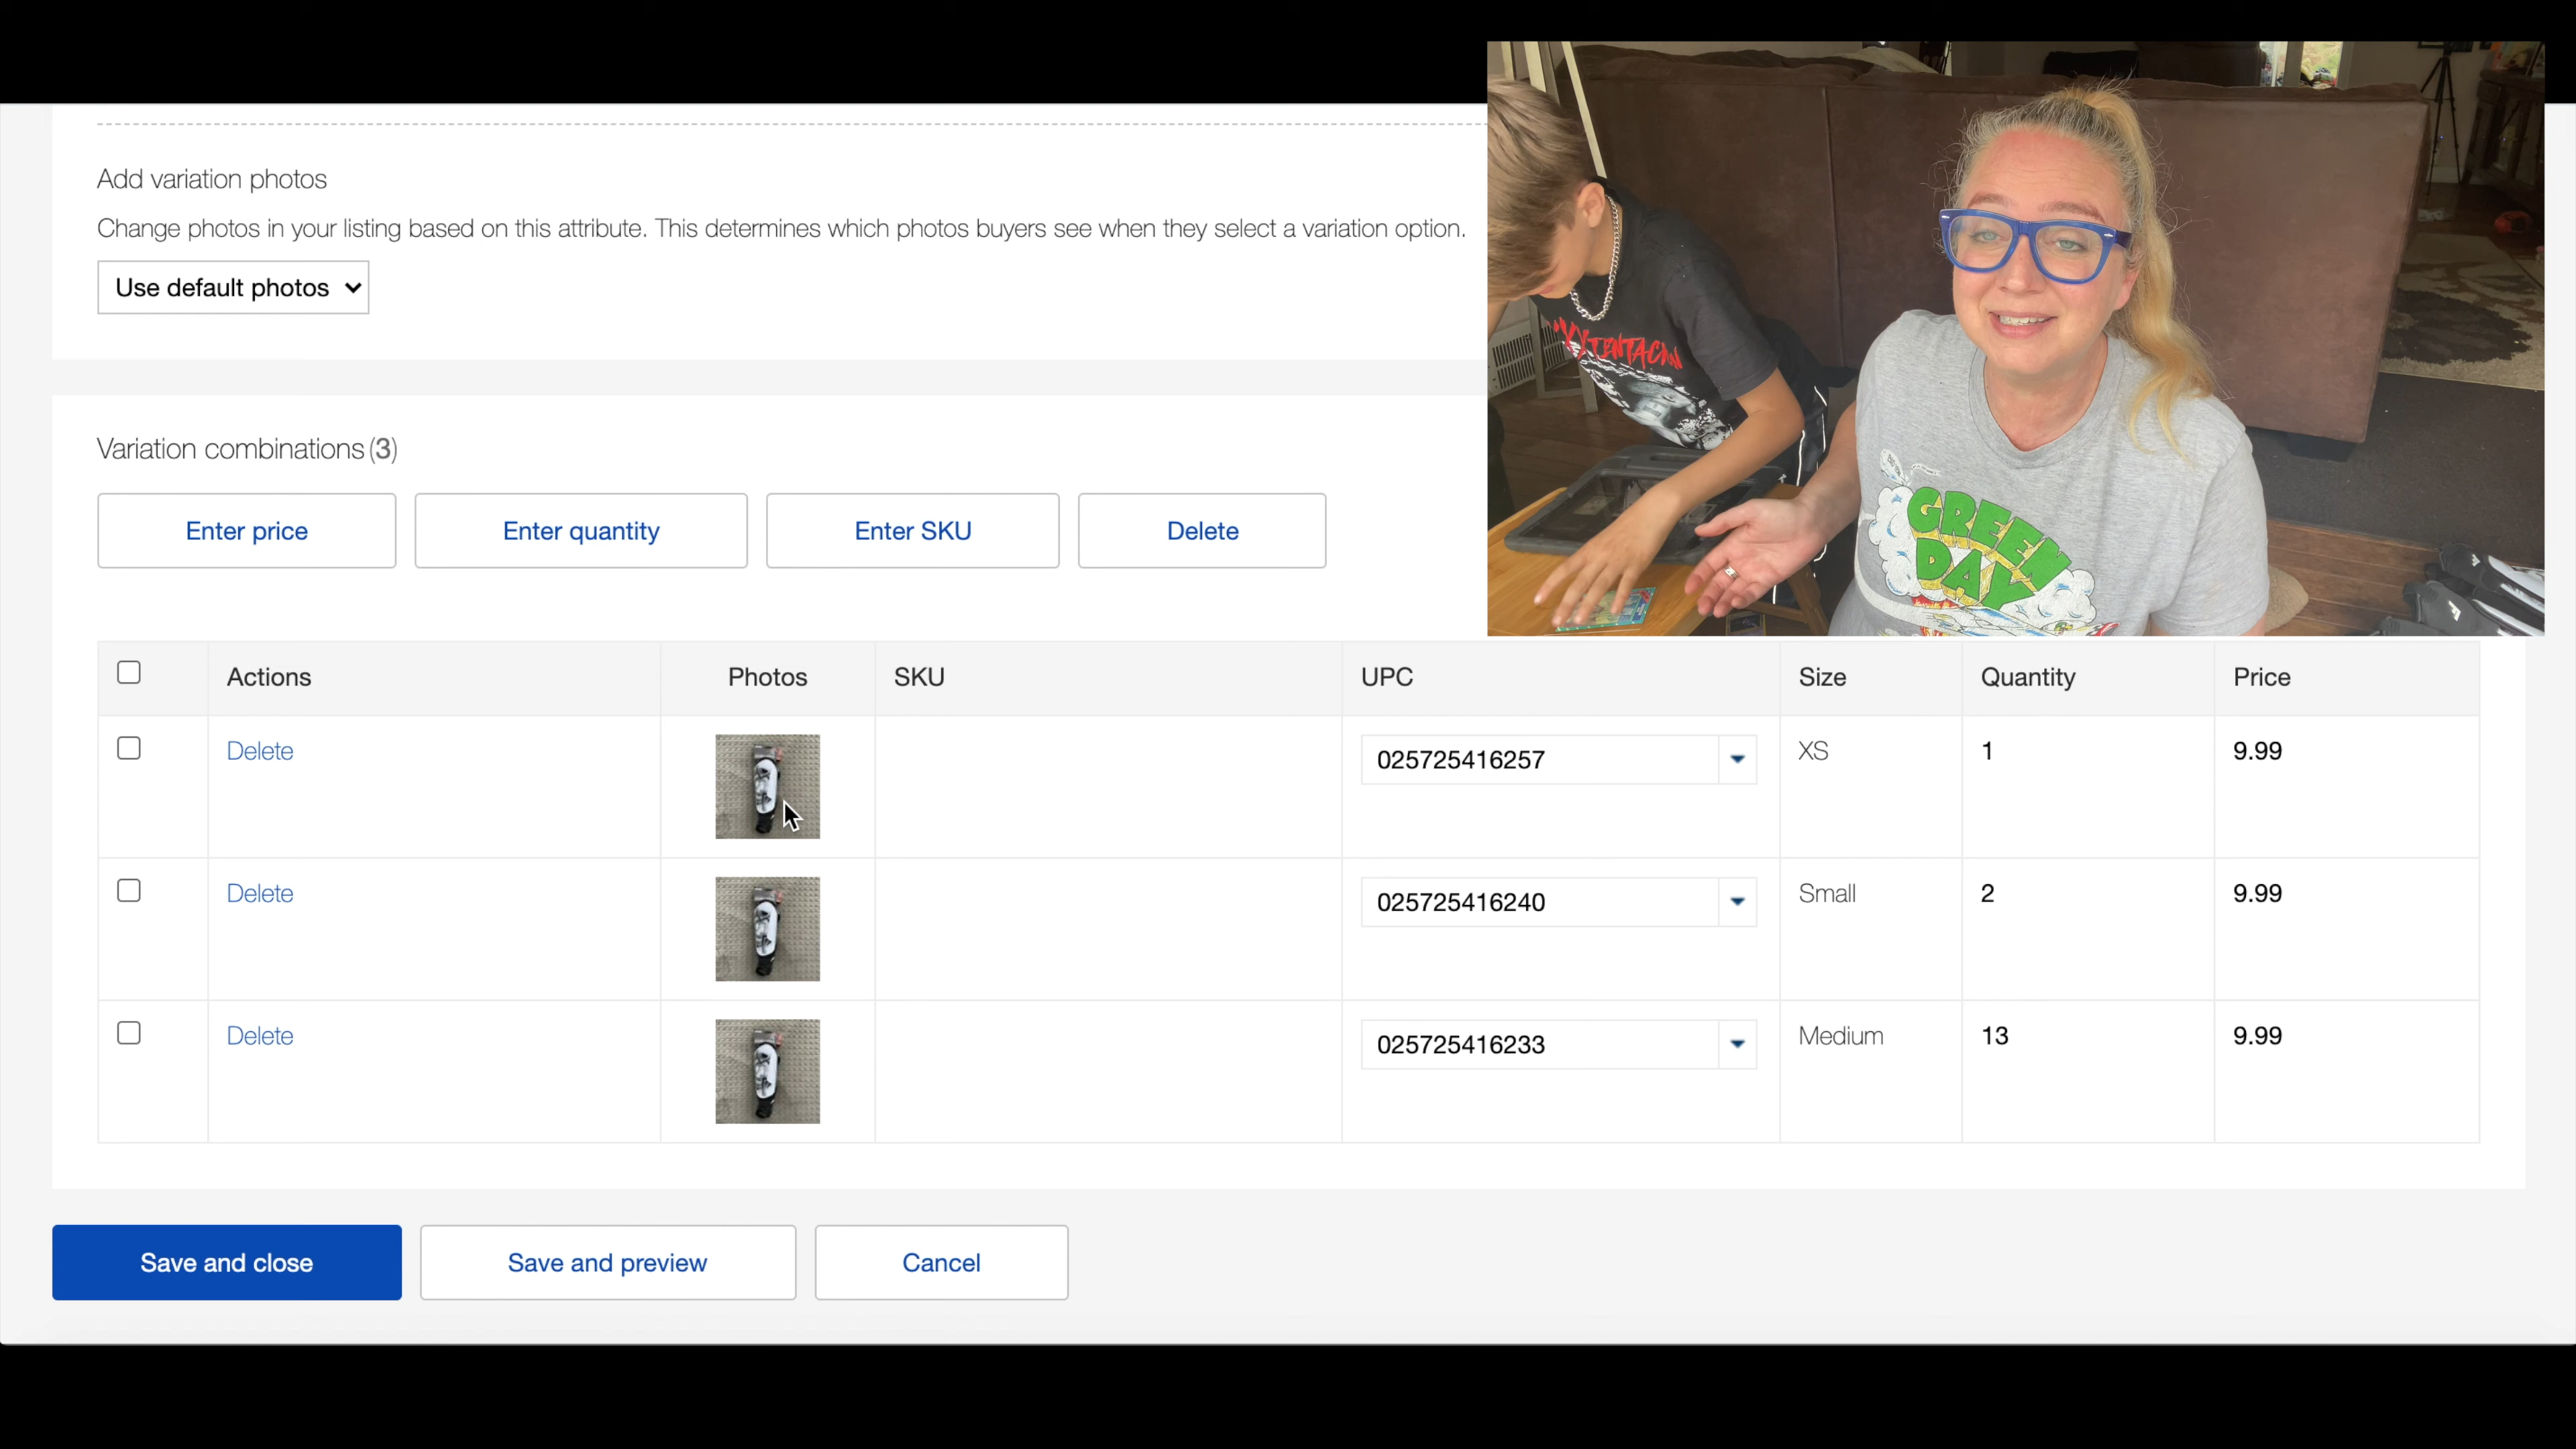 Add variation photos
Change photos in your listing based on this attribute. This determines which photos buyers see when they select a variation option.
Use default photos
Variation combinations (3)
Enter price Enter quantity Enter SKU Delete
Actions Photos SKU UPC Size Quantity Price
Delete 025725416257 XS 1 9.99
Delete 025725416240 Small 2 9.99
Delete 025725416233 Medium 13 9.99
Save and close Save and preview Cancel
GREEN
DAY